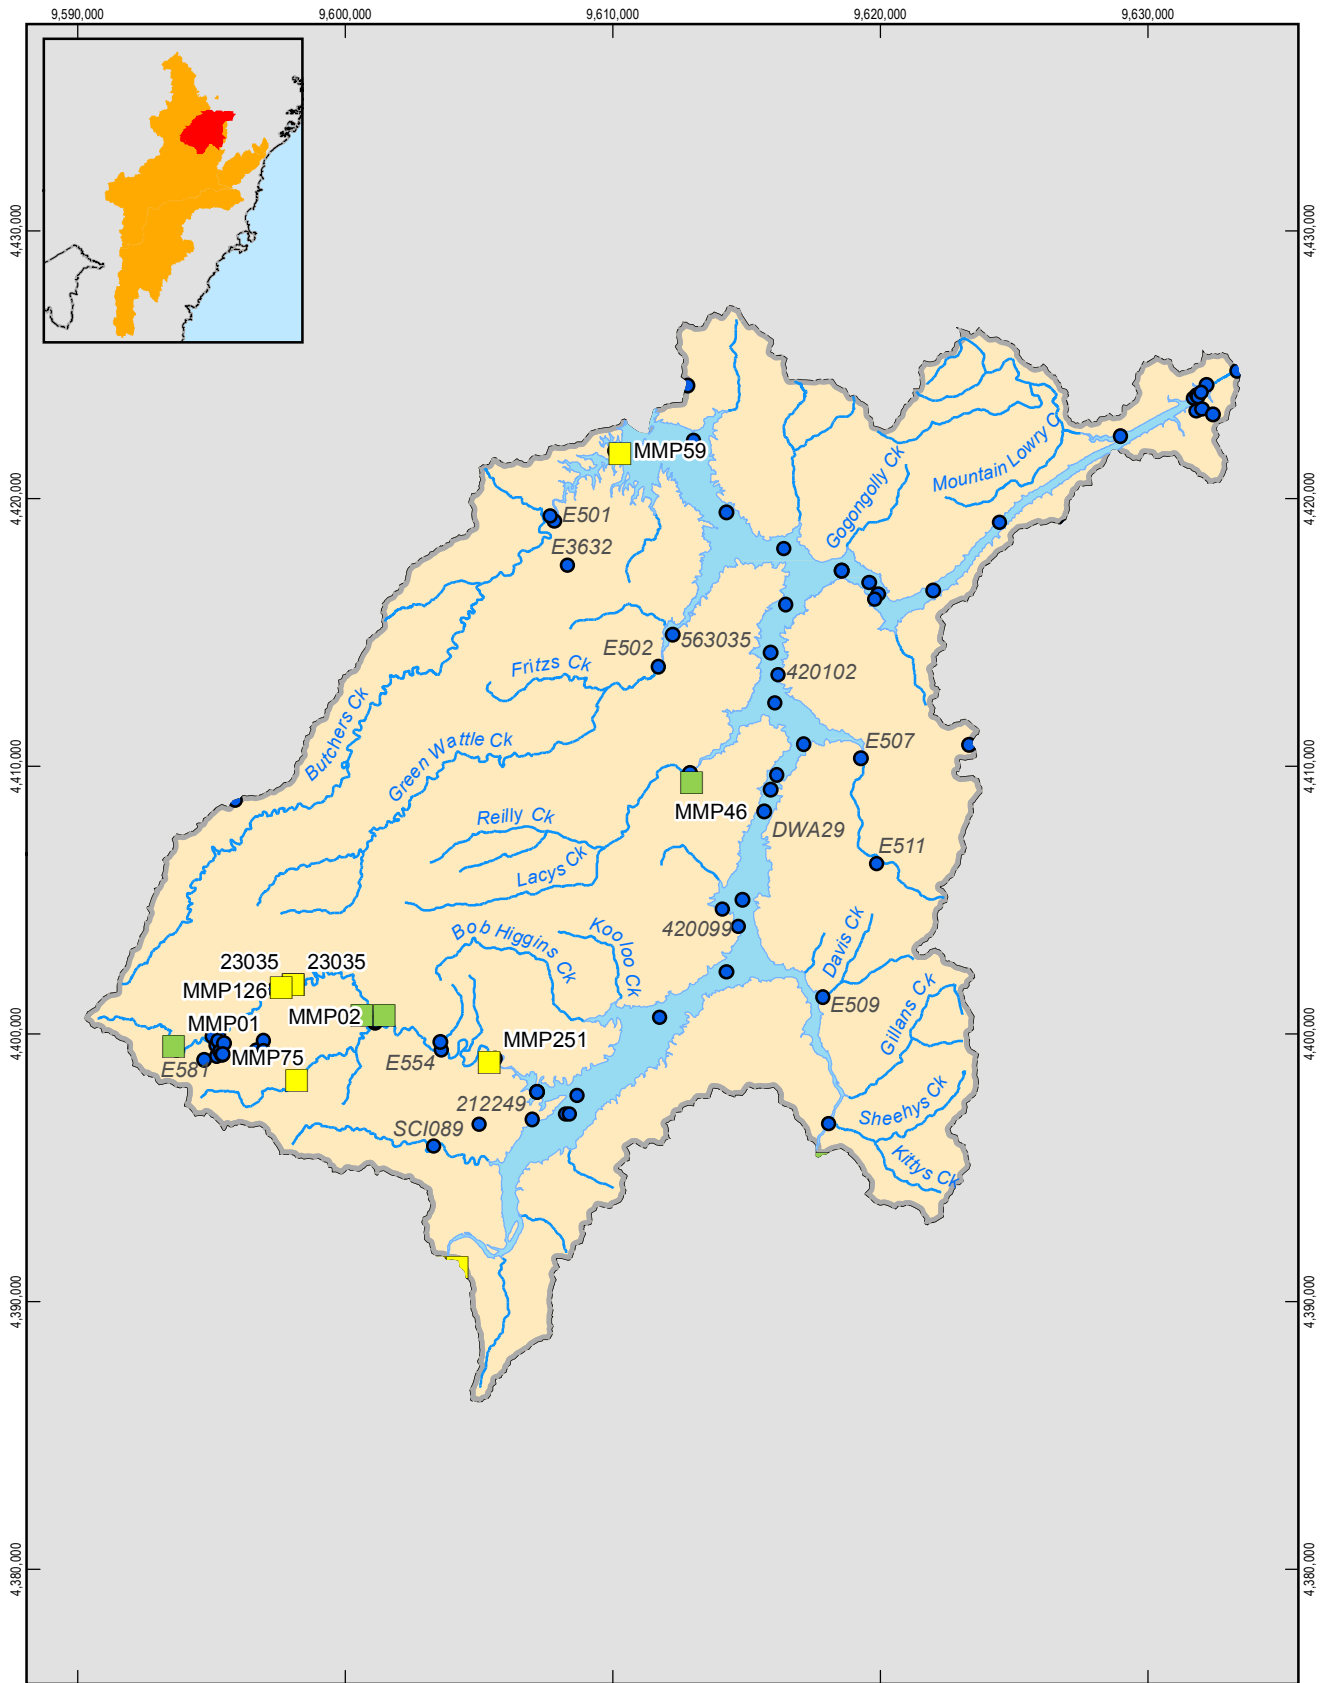 9,590,000
9,600,000
9,610,000
9,620,000
9,630,000
4,430,000
4,430,000
Mountain Lowry C
Gogongolly Ck
MMP59
4,420,000
4,420,000
E501
E3632
563035
E502
Fritzs Ck
420102
Butchers Ck
Green Wattle Ck
E507
4,410,000
4,410,000
MMP46
Reilly Ck
DWA29
E511
Lacys Ck
Bob Higgins Ck
Kooloo Ck
420099
Davis Ck
23035
23035
MMP126
E509
Gillans Ck
MMP01
MMP02
4,400,000
4,400,000
MMP251
MMP75
E581
E554
212249
Sheehys Ck
SCI089
Kittys Ck
4,390,000
4,390,000
4,380,000
4,380,000